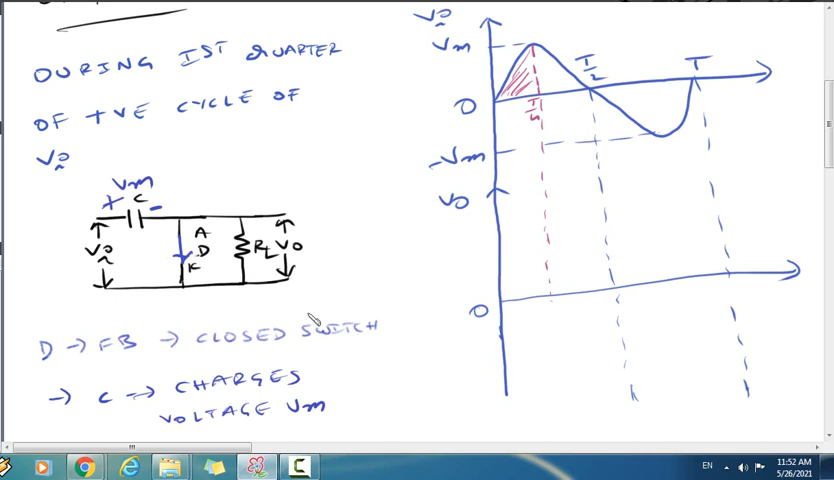 DURING IST QUARTER
OF +VE CYCLE OF
Vi
Vm
+ -
C
A
Vi D RL Vo
K
D → FB → CLOSED SWITCH
→ C → CHARGES
VOLTAGE Vm
Vi
Vm
T/2
T
0
T/4
-Vm
Vo
0
EN
11:52 AM
5/26/2021